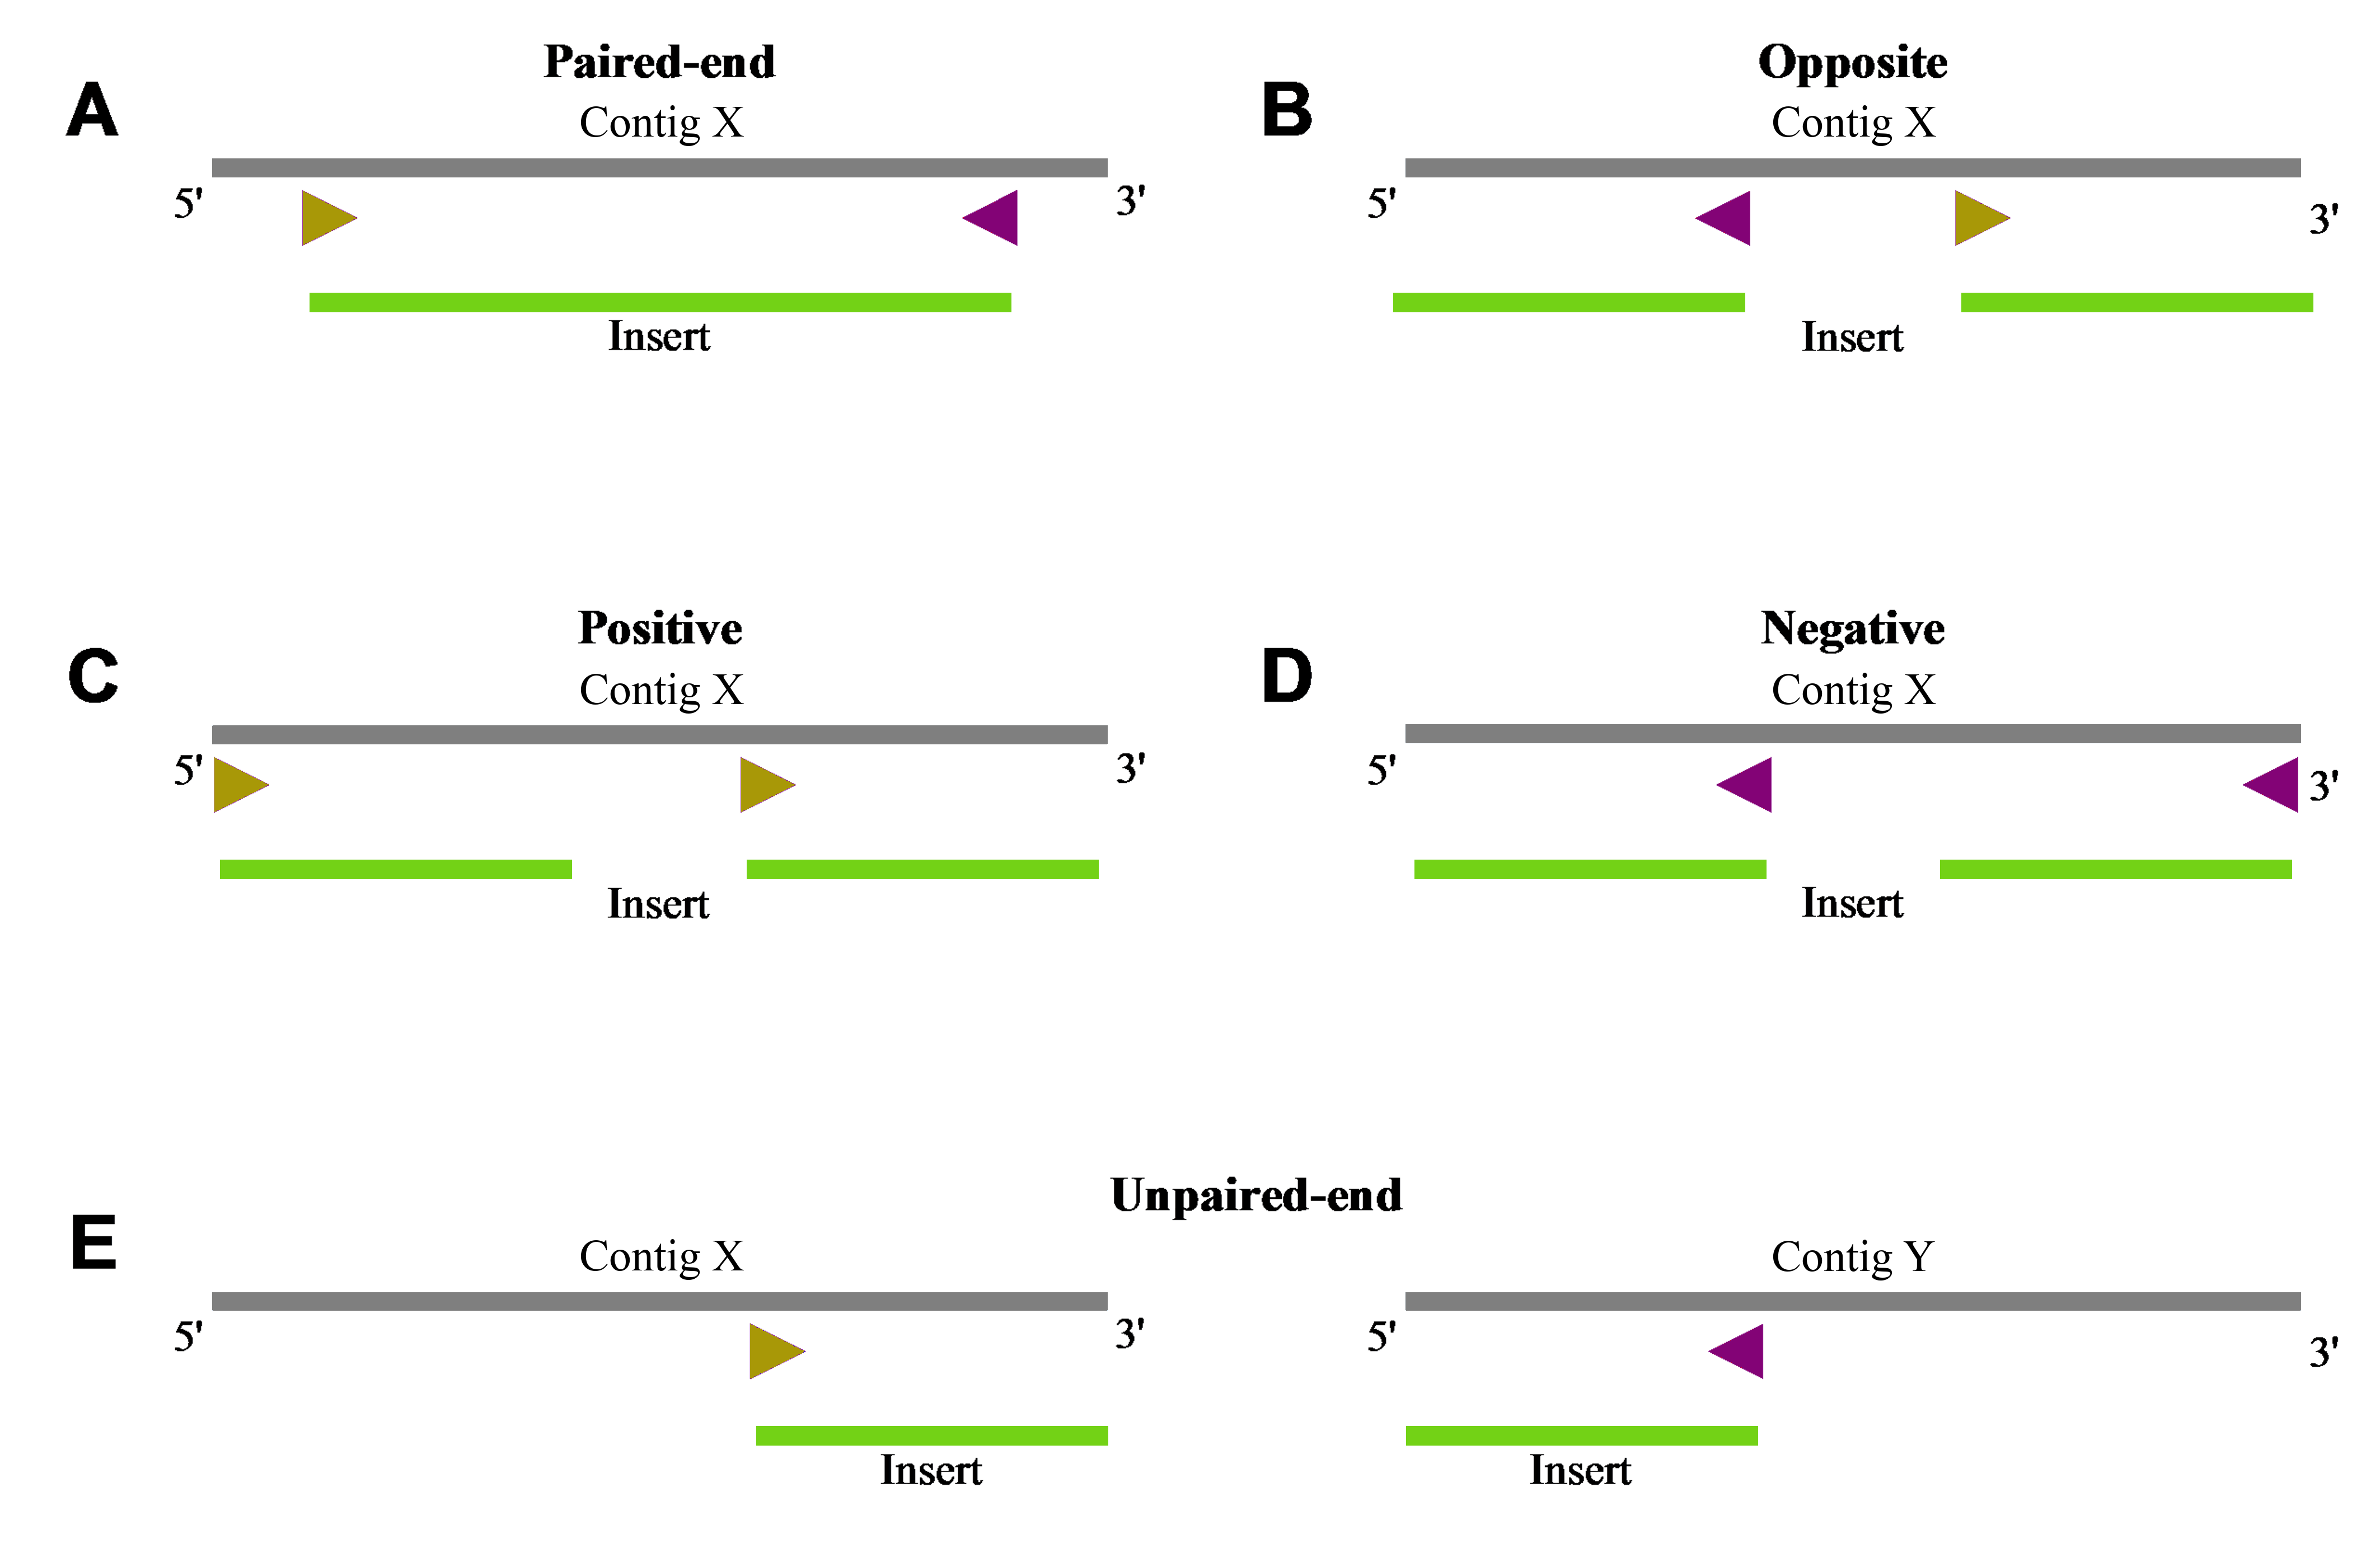 A
Paired-end
Contig X
5'
3'
Insert
B
Opposite
Contig X
5'
3'
Insert
C
Positive
Contig X
5'
3'
Insert
D
Negative
Contig X
5'
3'
Insert
E
Unpaired-end
Contig X
5'
3'
Insert
Contig Y
5'
3'
Insert